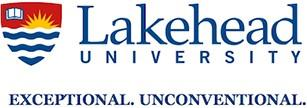 Lakehead
UNIVERSITY
EXCEPTIONAL. UNCONVENTIONAL.